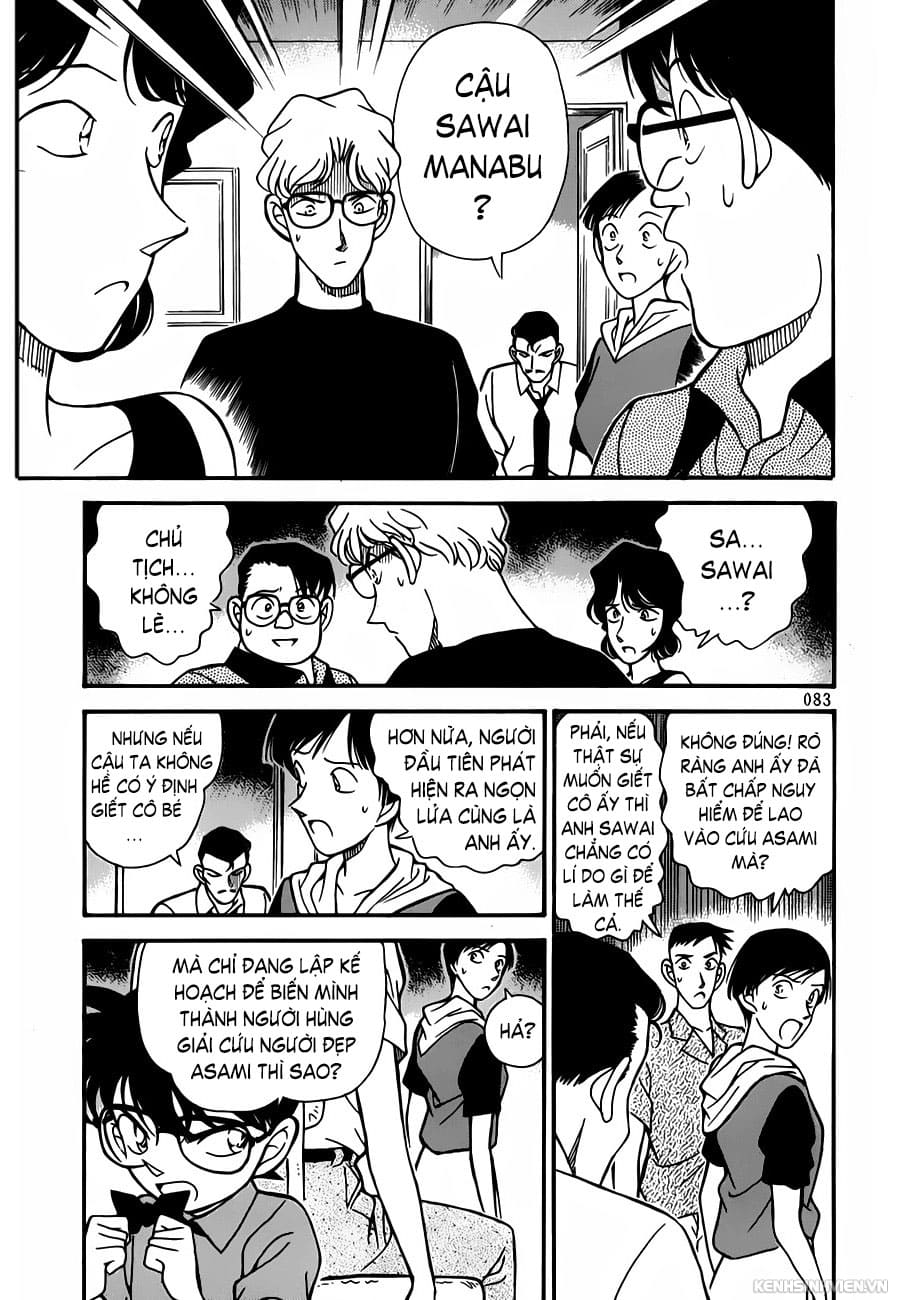 CẬU
SAWAI
MANABU
?
SA...
SAWAI
...?
CHỦ
TỊCH...
KHÔNG
LẼ...
083
KHÔNG ĐÚNG! RÕ
RÀNG ANH ẤY ĐÃ
BẤT CHẤP NGUY
HIỂM ĐỂ LAO
VÀO CỨU ASAMI
MÀ?
PHẢI, NẾU
THẬT SỰ
MUỐN GIẾT
CÔ ẤY THÌ
ANH SAWAI
CHẲNG CÓ
LÍ DO GÌ ĐỂ
LÀM THẾ
CẢ.
HƠN NỮA, NGƯỜI
ĐẦU TIÊN PHÁT
HIỆN RA NGỌN
LỬA CŨNG LÀ
ANH ẤY.
NHƯNG NẾU
CẬU TA KHÔNG
HỀ CÓ Ý ĐỊNH
GIẾT CÔ BÉ
...
MÀ CHỈ ĐANG LẬP KẾ
HOẠCH ĐỂ BIẾN MÌNH
THÀNH NGƯỜI HÙNG
GIẢI CỨU NGƯỜI ĐẸP
ASAMI THÌ SAO?
HẢ?
KENHSINHVIEN.VN